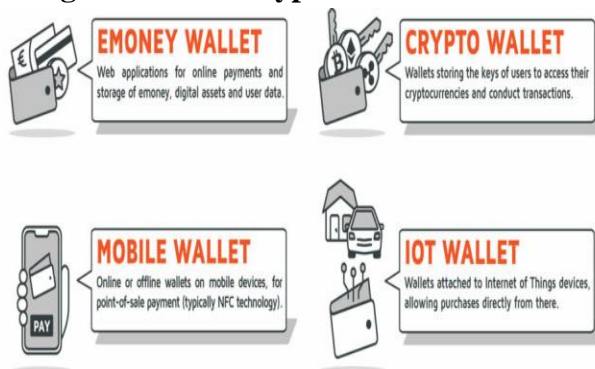 EMONEY WALLET
Web applications for online payments and
storage of emoney, digital assets and user data.
CRYPTO WALLET
Wallets storing the keys of users to access their
cryptocurrencies and conduct transactions.
MOBILE WALLET
Online or offline wallets on mobile devices, for
point-of-sale payment (typically NFC technology).
PAY
IOT WALLET
Wallets attached to Internet of Things devices,
allowing purchases directly from there.